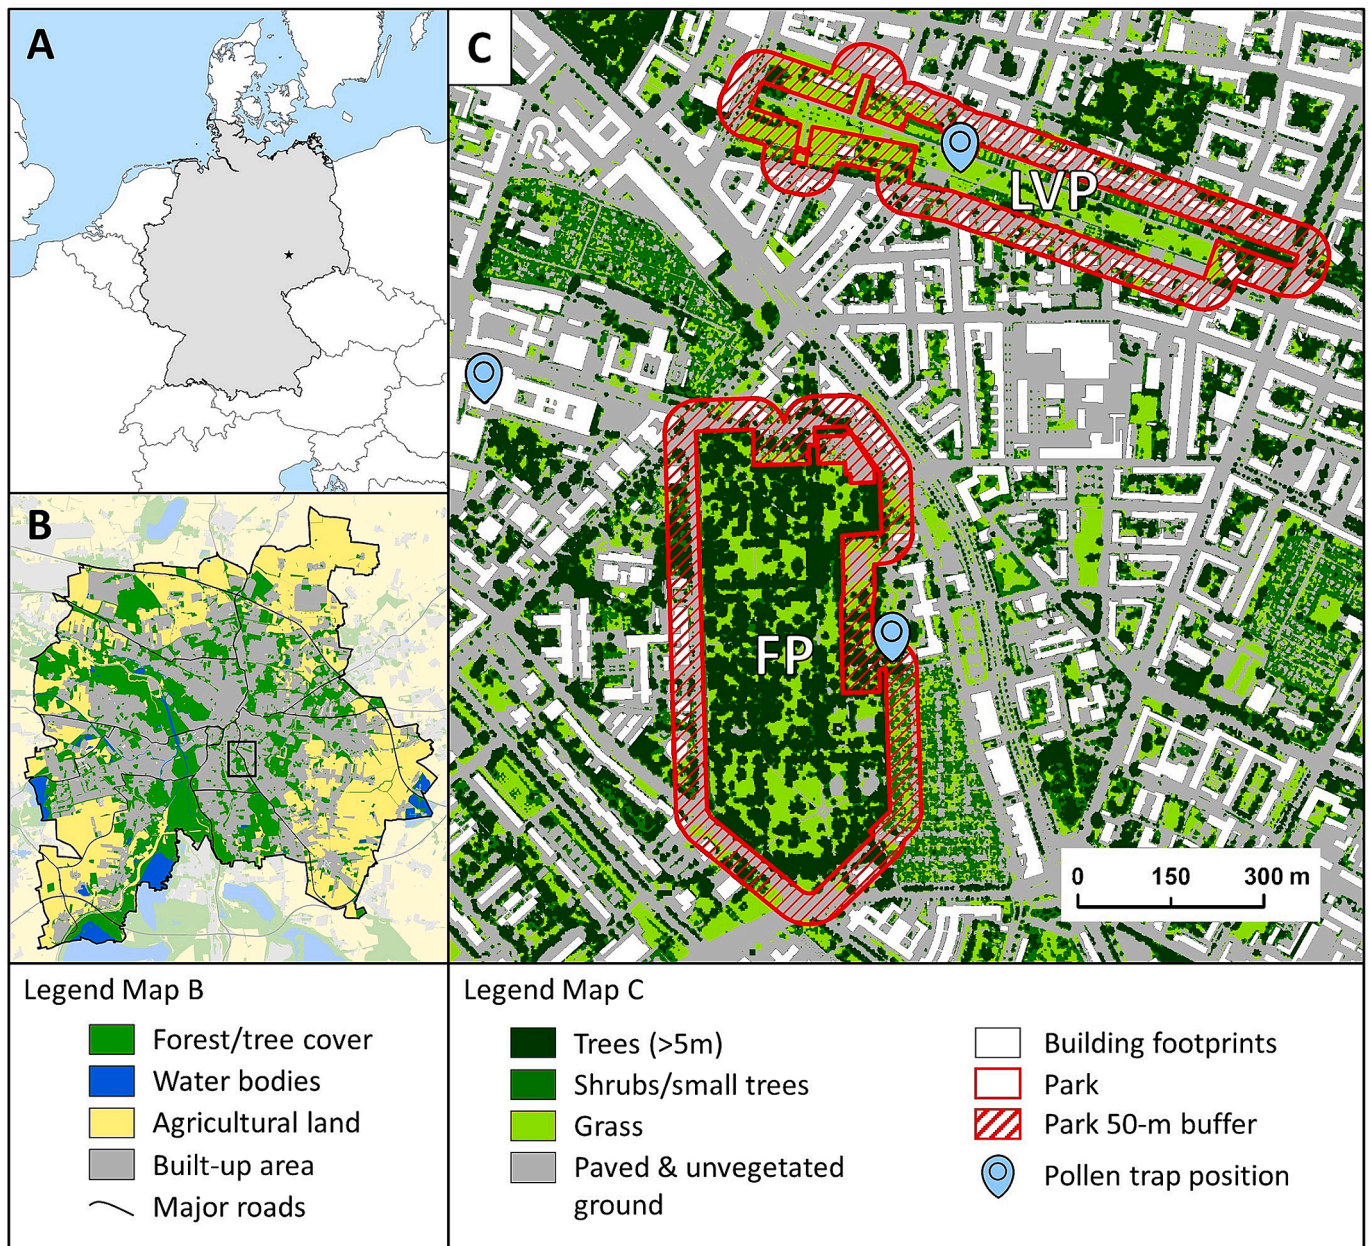 A
B
C
LVP
FP
0 150 300 m
Legend Map B
Forest/tree cover
Water bodies
Agricultural land
Built-up area
Major roads
Legend Map C
Trees (>5m)
Shrubs/small trees
Grass
Paved & unvegetated
ground
Building footprints
Park
Park 50-m buffer
Pollen trap position